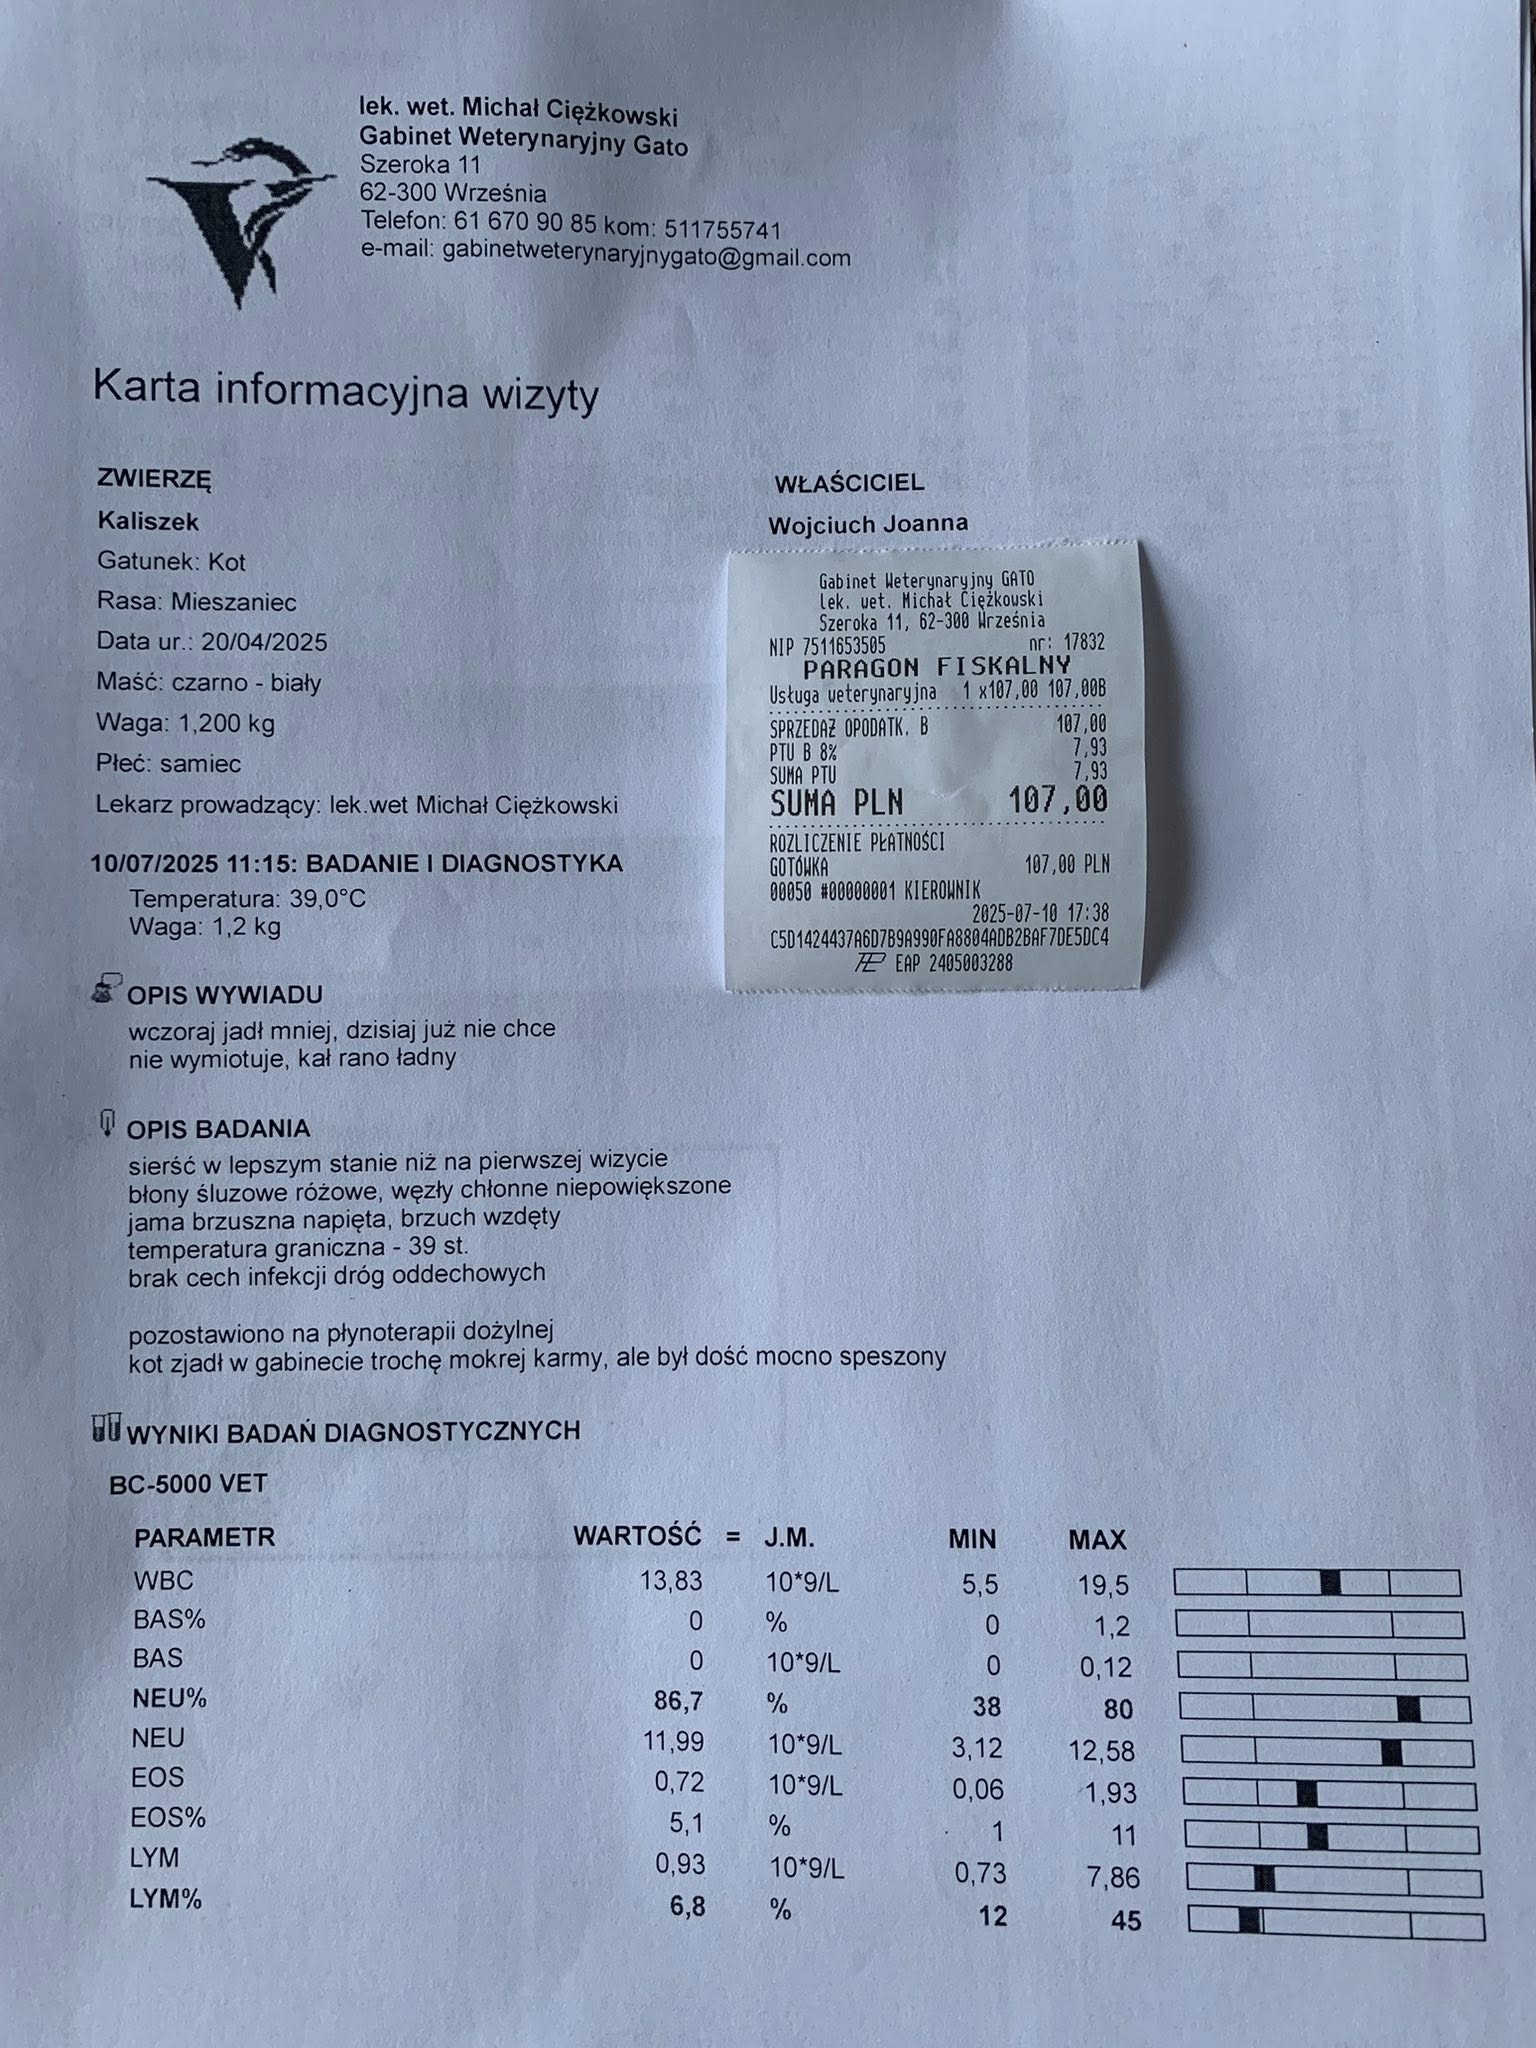 lek. wet. Michał Ciężkowski
Gabinet Weterynaryjny Gato
Szeroka 11
62-300 Września
Telefon: 61 670 90 85 kom: 511755741
e-mail: gabinetweterynaryjnygato@gmail.com
Karta informacyjna wizyty
ZWIERZĘ
Kaliszek
Gatunek: Kot
Rasa: Mieszaniec
Data ur.: 20/04/2025
Maść: czarno - biały
Waga: 1,200 kg
Płeć: samiec
Lekarz prowadzący: lek.wet Michał Ciężkowski
WŁAŚCICIEL
Wojciuch Joanna
Gabinet Weterynaryjny GATO
lek. wet. Michał Ciężkowski
Szeroka 11, 62-300 Września
NIP 7511653505 nr: 17832
PARAGON FISKALNY
Usługa weterynaryjna 1 x107,00 107,00B
SPRZEDAŻ OPODATK. B 107,00
PTU B 8% 7,93
SUMA PTU 7,93
SUMA PLN 107,00
ROZLICZENIE PŁATNOŚCI
GOTÓWKA 107,00 PLN
00050 #00000001 KIEROWNIK
2025-07-10 17:38
C5D1424437A6D7B9A990FA8804ADB2BAF7DE5DC4
EAP 2405003288
10/07/2025 11:15: BADANIE I DIAGNOSTYKA
Temperatura: 39,0°C
Waga: 1,2 kg
OPIS WYWIADU
wczoraj jadł mniej, dzisiaj już nie chce
nie wymiotuje, kał rano ładny
OPIS BADANIA
sierść w lepszym stanie niż na pierwszej wizycie
błony śluzowe różowe, węzły chłonne niepowiększone
jama brzuszna napięta, brzuch wzdęty
temperatura graniczna - 39 st.
brak cech infekcji dróg oddechowych
pozostawiono na płynoterapii dożylnej
kot zjadł w gabinecie trochę mokrej karmy, ale był dość mocno speszony
WYNIKI BADAŃ DIAGNOSTYCZNYCH
BC-5000 VET
PARAMETR WARTOŚĆ = J.M. MIN MAX
WBC 13,83 10*9/L 5,5 19,5
BAS% 0 % 0 1,2
BAS 0 10*9/L 0 0,12
NEU% 86,7 % 38 80
NEU 11,99 10*9/L 3,12 12,58
EOS 0,72 10*9/L 0,06 1,93
EOS% 5,1 % 1 11
LYM 0,93 10*9/L 0,73 7,86
LYM% 6,8 % 12 45